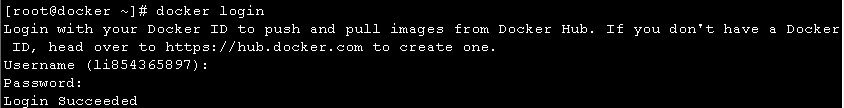 [root@docker ~]# docker login
Login with your Docker ID to push and pull images from Docker Hub. If you don't have a Docker
ID, head over to https://hub.docker.com to create one.
Username (li854365897):
Password:
Login Succeeded